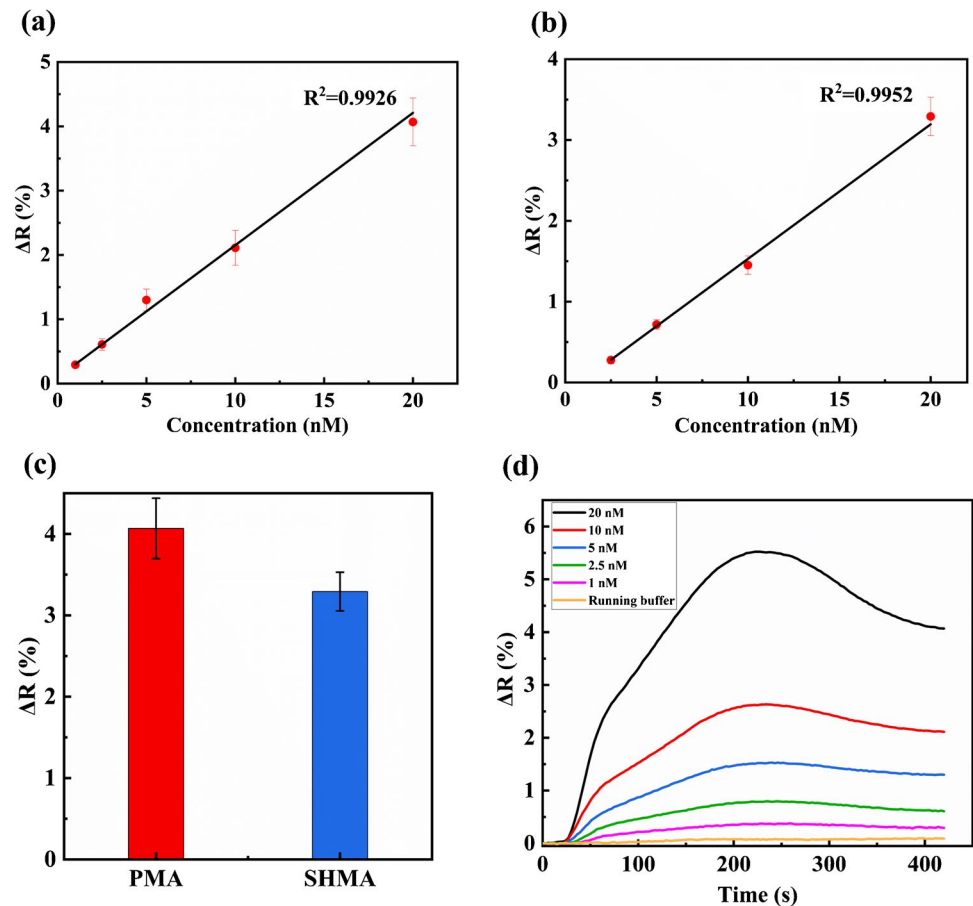 (a)
R²=0.9926
ΔR (%)
5
4
3
2
1
0
0
5
10
15
20
Concentration (nM)
(b)
R²=0.9952
ΔR (%)
4
3
2
1
0
0
5
10
15
20
Concentration (nM)
(c)
ΔR (%)
4
3
2
1
0
PMA
SHMA
(d)
20 nM
10 nM
5 nM
2.5 nM
1 nM
Running buffer
ΔR (%)
6
5
4
3
2
1
0
0
100
200
300
400
Time (s)